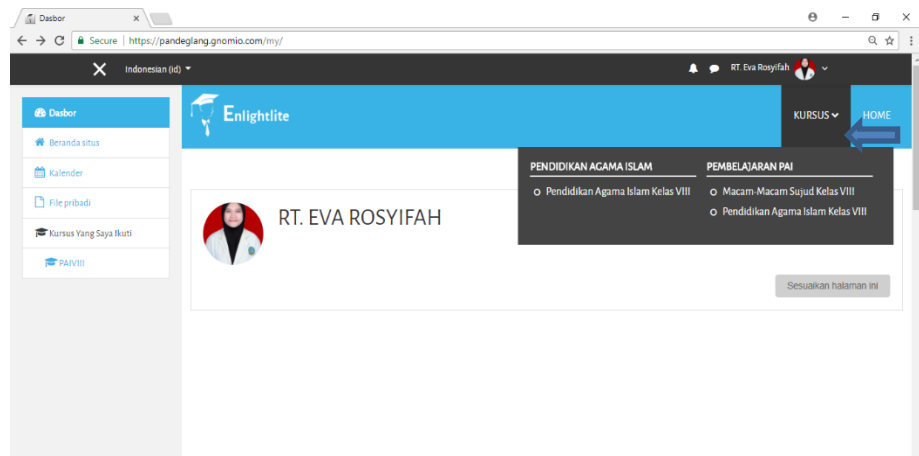 Dasbor
Secure | https://pandeglang.gnomio.com/my/
Indonesian (id)
RT. Eva Rosyifah
Dasbor
Beranda situs
Kalender
File pribadi
Kursus Yang Saya Ikuti
PAIVIII
Enlightlite
KURSUS
HOME
PENDIDIKAN AGAMA ISLAM
Pendidikan Agama Islam Kelas VIII
PEMBELAJARAN PAI
Macam-Macam Sujud Kelas VIII
Pendidikan Agama Islam Kelas VIII
RT. EVA ROSYIFAH
Sesuaikan halaman ini